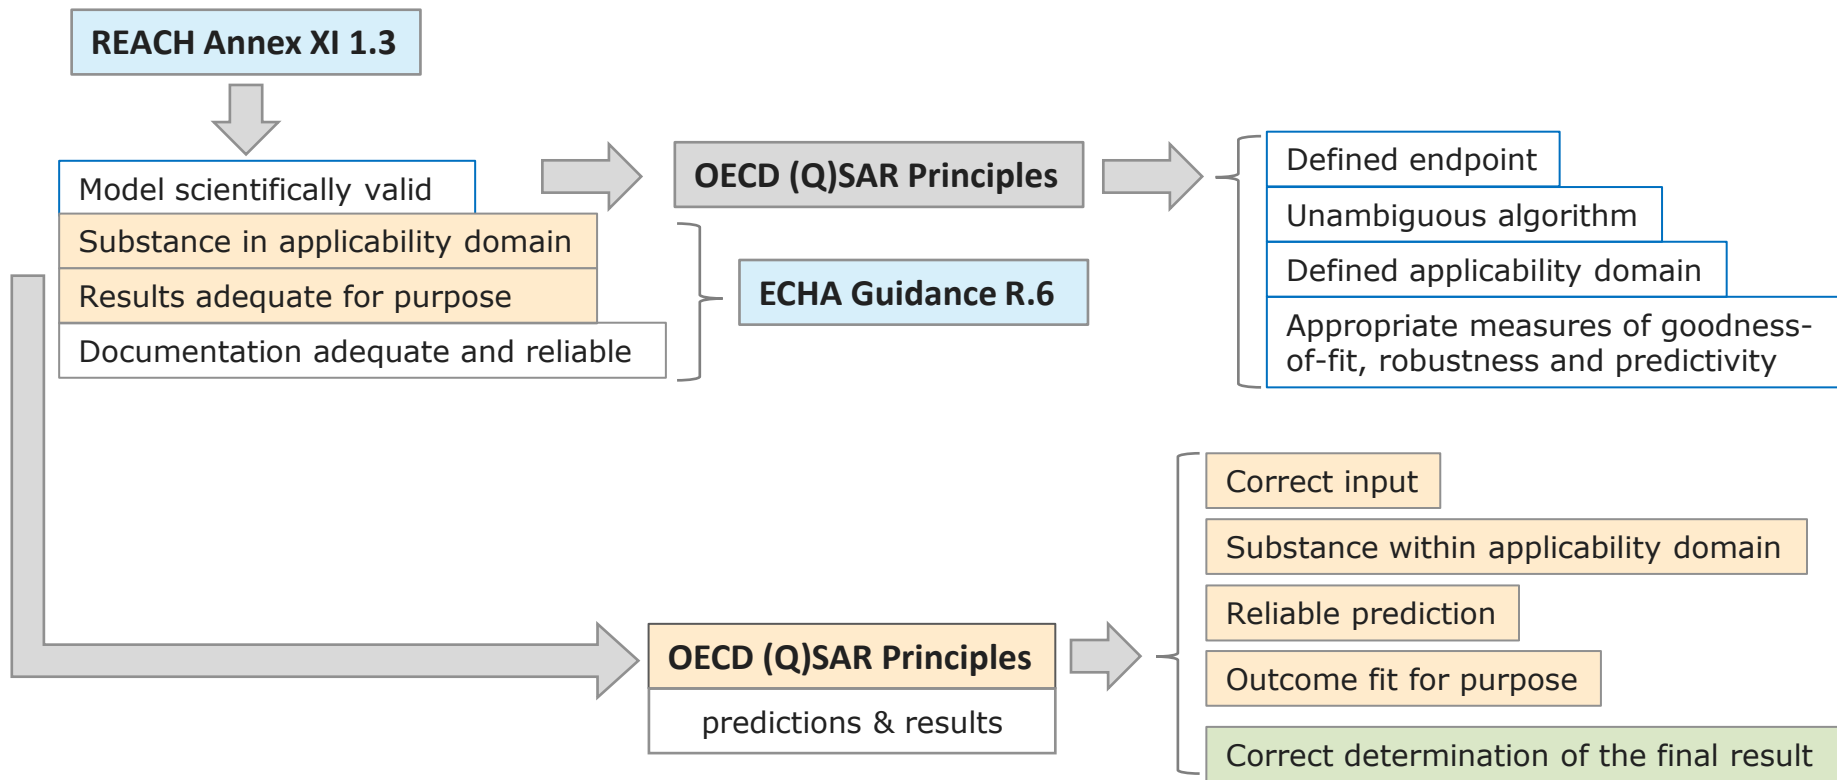 REACH Annex XI 1.3
Model scientifically valid
Substance in applicability domain
Results adequate for purpose
Documentation adequate and reliable
OECD (Q)SAR Principles
ECHA Guidance R.6
Defined endpoint
Unambiguous algorithm
Defined applicability domain
Appropriate measures of goodness-
of-fit, robustness and predictivity
OECD (Q)SAR Principles
predictions & results
Correct input
Substance within applicability domain
Reliable prediction
Outcome fit for purpose
Correct determination of the final result